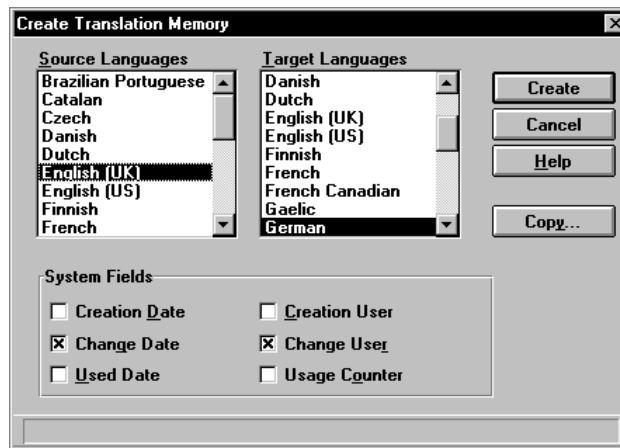 Create Translation Memory
Source Languages
Brazilian Portuguese
Catalan
Czech
Danish
Dutch
English (UK)
English (US)
Finnish
French
Target Languages
Danish
Dutch
English (UK)
English (US)
Finnish
French
French Canadian
Gaelic
German
Create
Cancel
Help
Copy...
System Fields
Creation Date
Creation User
Change Date
Change User
Used Date
Usage Counter